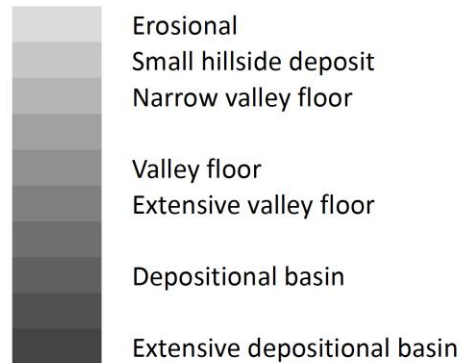 Erosional
Small hillside deposit
Narrow valley floor
Valley floor
Extensive valley floor
Depositional basin
Extensive depositional basin